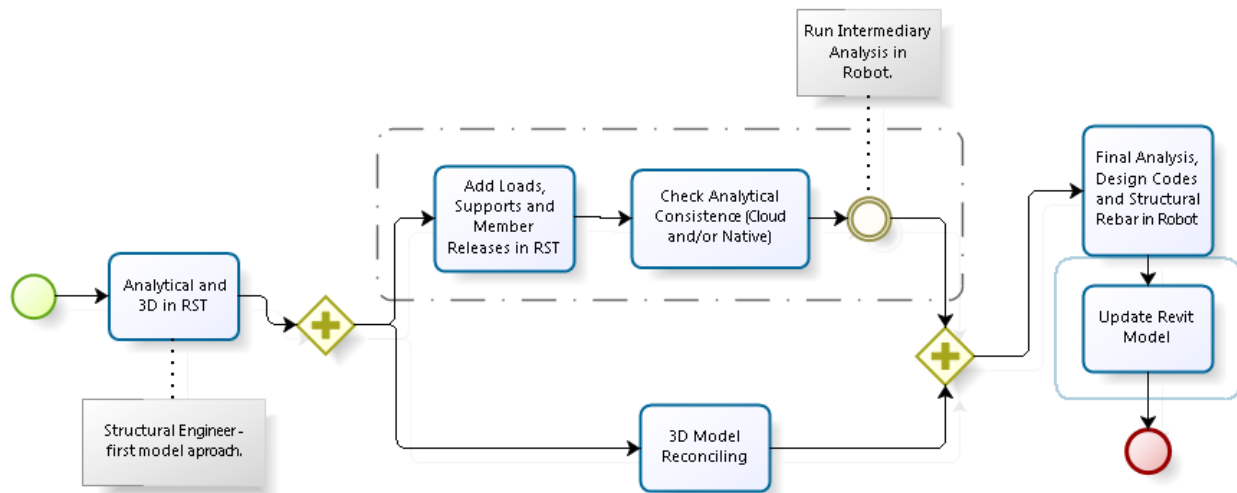 Run Intermediary
Analysis in
Robot.
Add Loads,
Supports and
Member
Releases in RST
Check Analytical
Consistence (Cloud
and/or Native)
Final Analysis,
Design Codes
and Structural
Rebar in Robot
Analytical and
3D in RST
Update Revit
Model
Structural Engineer-
first model aproach.
3D Model
Reconciling